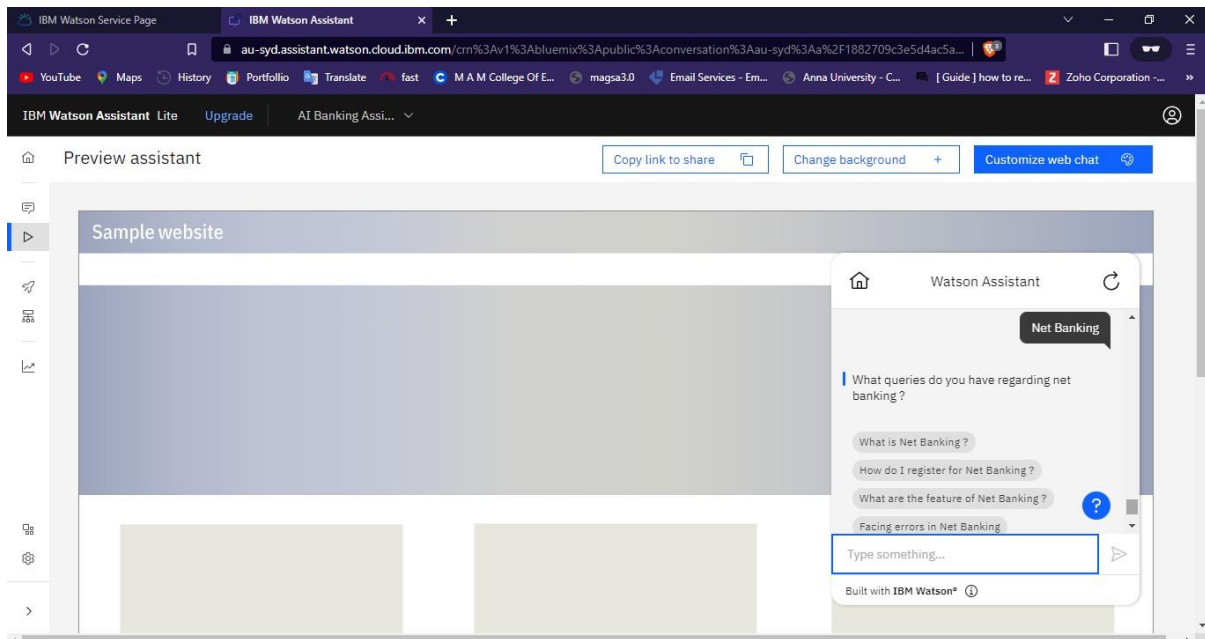 IBM Watson Service Page
IBM Watson Assistant
au-syd.assistant.watson.cloud.ibm.com/crn%3Av1%3Abluemix%3Apublic%3Aconversation%3Aau-syd%3Aa%2F1882709c3e5d4ac5a...
YouTube Maps History Portfollio Translate fast M A M College Of E... magsa3.0 Email Services - Em... Anna University - C... [ Guide ] how to re... Zoho Corporation -...
IBM Watson Assistant Lite Upgrade AI Banking Assi...
Preview assistant
Copy link to share
Change background +
Customize web chat
Sample website
Watson Assistant
Net Banking
What queries do you have regarding net
banking ?
What is Net Banking ?
How do I register for Net Banking ?
What are the feature of Net Banking ?
?
Facing errors in Net Banking
Type something...
Built with IBM Watson®